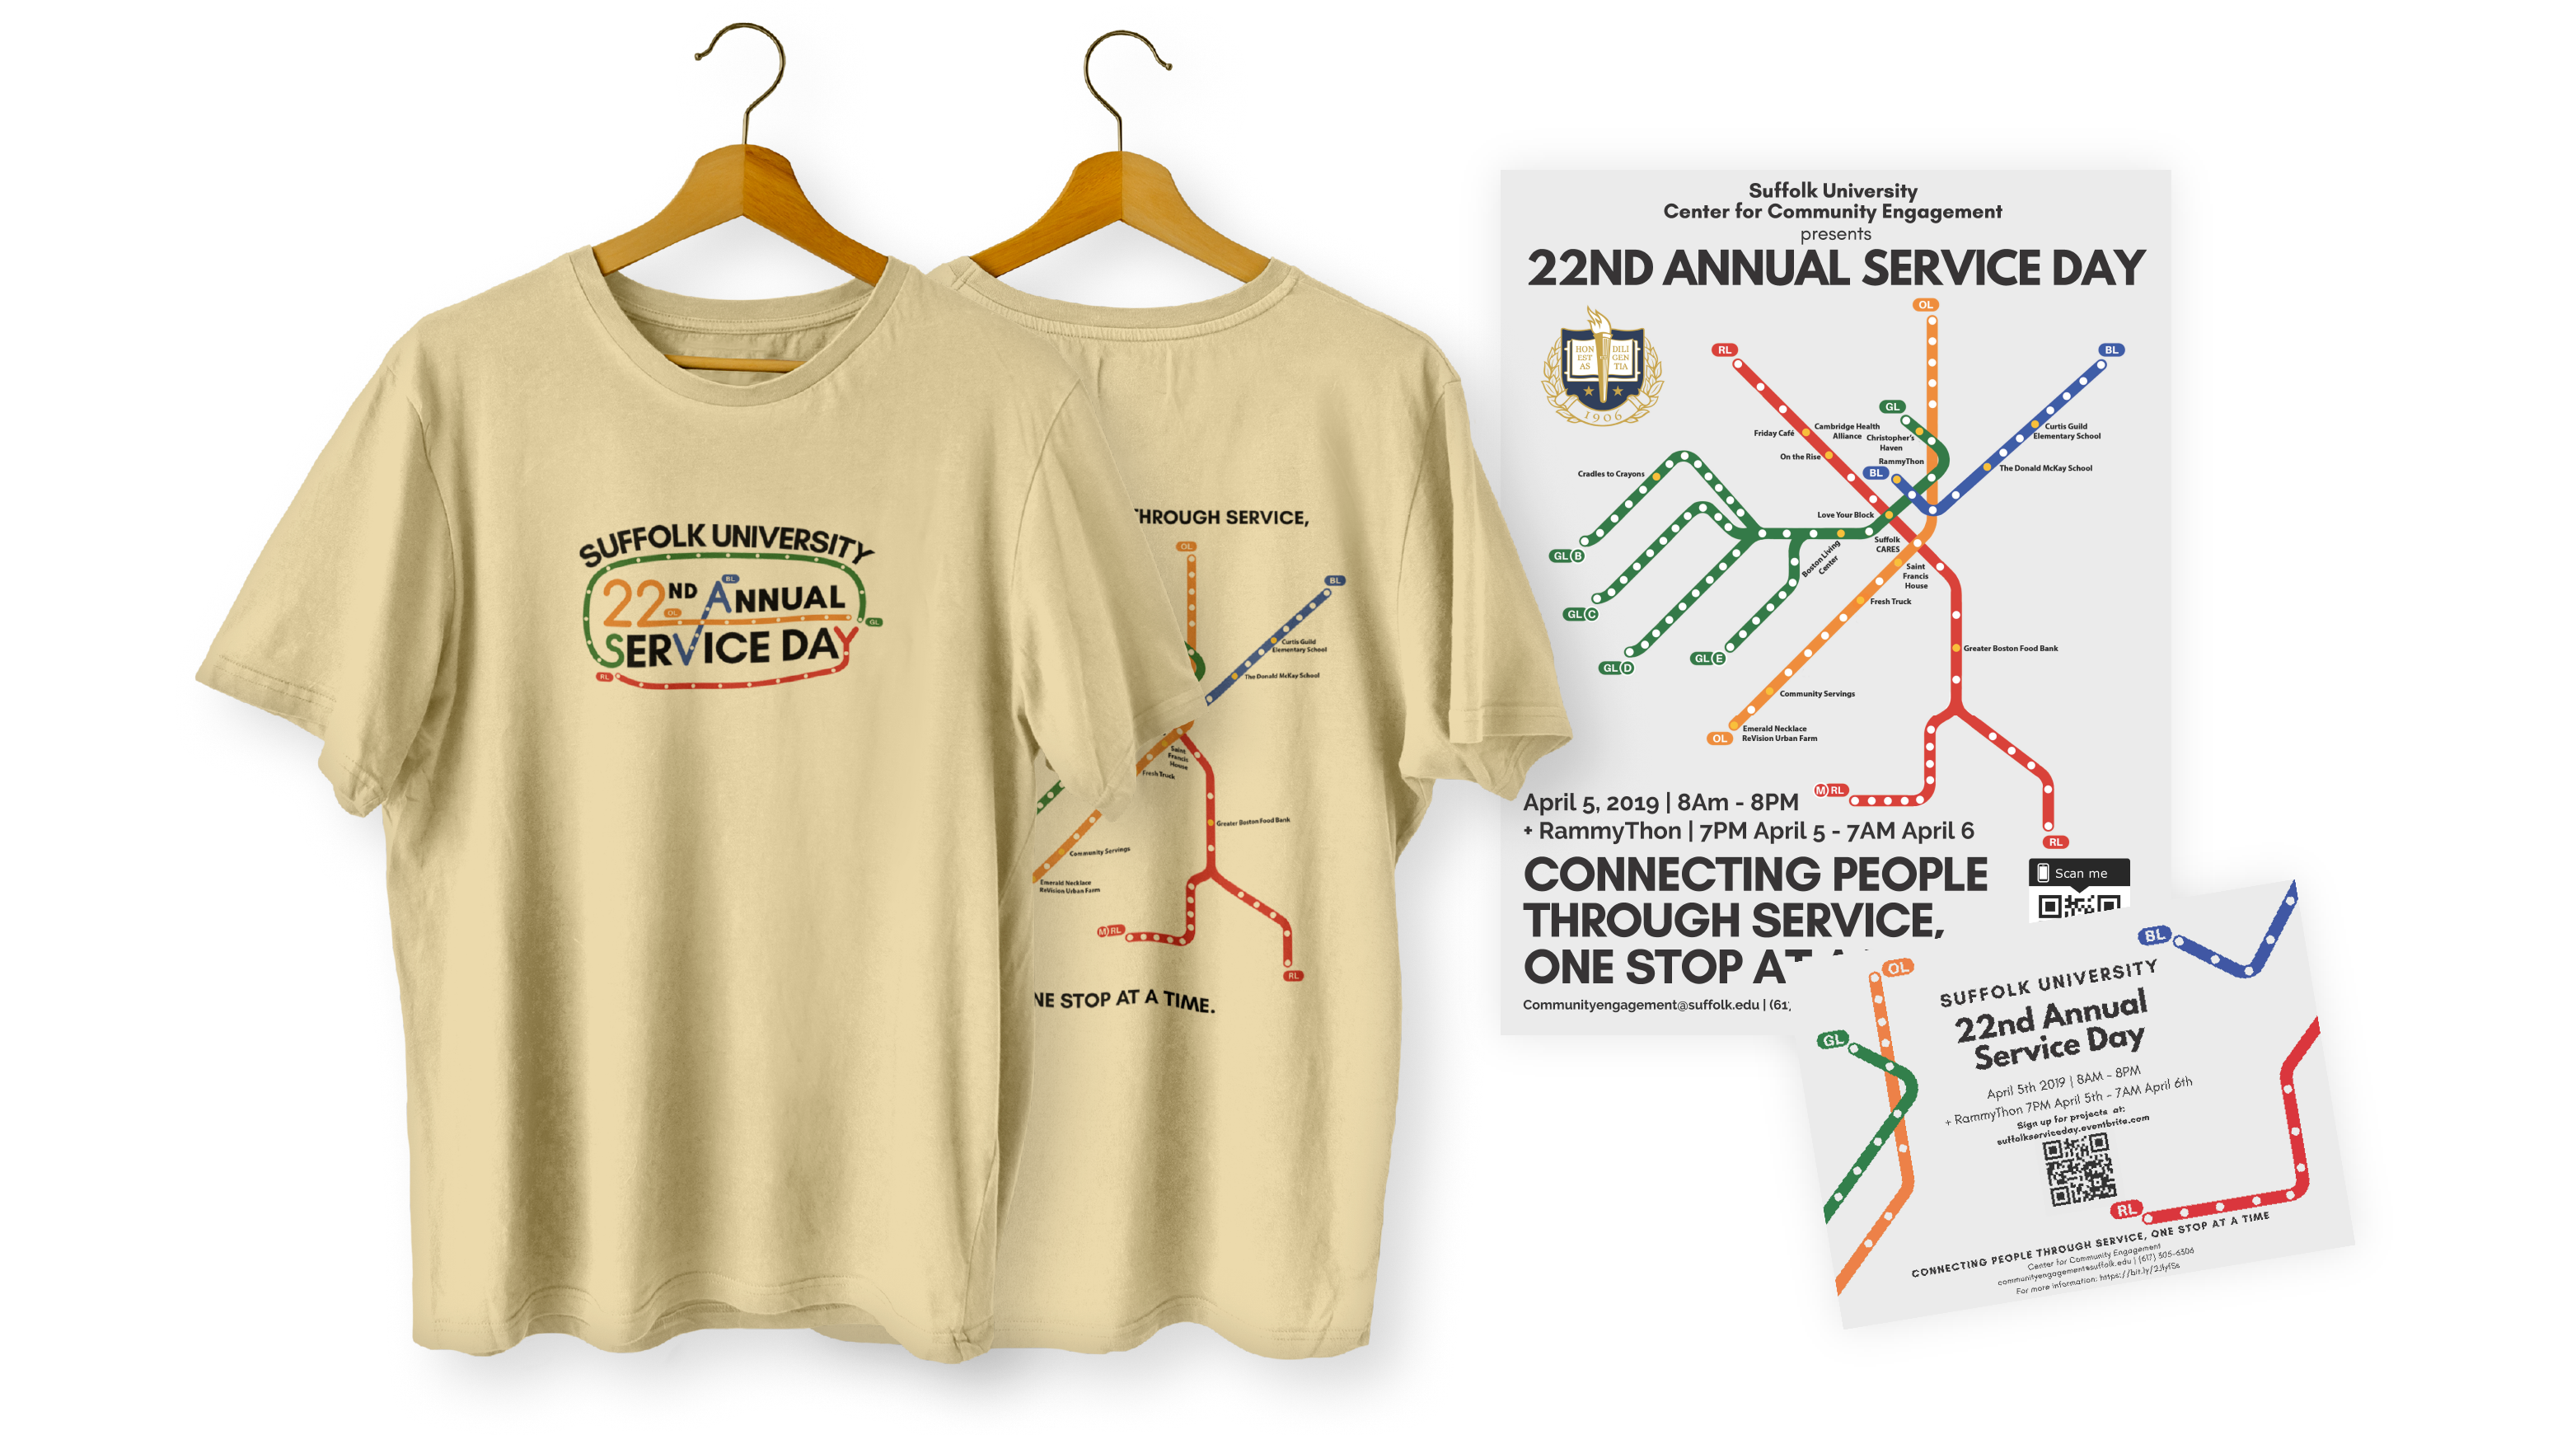 SUFFOLK UNIVERSITY
22ND ANNUAL
SERVICE DAY
BL
OL
GL
RL
THROUGH SERVICE,
OL
BL
Curtis Guild
Elementary School
The Donald McKay School
Saint
Francis
House
Fresh Truck
Greater Boston Food Bank
Community Servings
Emerald Necklace
ReVision Urban Farm
M RL
RL
NE STOP AT A TIME.
Suffolk University
Center for Community Engagement
presents
22ND ANNUAL SERVICE DAY
HON
EST
AS
DILI
GEN
TIA
1906
OL
RL
BL
GL
Friday Café
Cambridge Health
Alliance
Christopher's
Haven
On the Rise
RammyThon
BL
Curtis Guild
Elementary School
The Donald McKay School
Cradles to Crayons
Love Your Block
Suffolk
CARES
Boston Living
Center
GL B
Saint
Francis
House
Fresh Truck
GL C
GL D
GL E
Greater Boston Food Bank
Community Servings
Emerald Necklace
ReVision Urban Farm
OL
M RL
RL
April 5, 2019 | 8Am - 8PM
+ RammyThon | 7PM April 5 - 7AM April 6
CONNECTING PEOPLE
THROUGH SERVICE,
ONE STOP AT A
Communityengagement@suffolk.edu | (61
Scan me
BL
OL
GL
SUFFOLK UNIVERSITY
22nd Annual
Service Day
April 5th 2019 | 8AM - 8PM
+ RammyThon 7PM April 5th - 7AM April 6th
Sign up for projects at:
suffolkserviceday.eventbrite.com
RL
CONNECTING PEOPLE THROUGH SERVICE, ONE STOP AT A TIME
Center for Community Engagement
communityengagement@suffolk.edu | (617) 305-6306
For more information: https://bit.ly